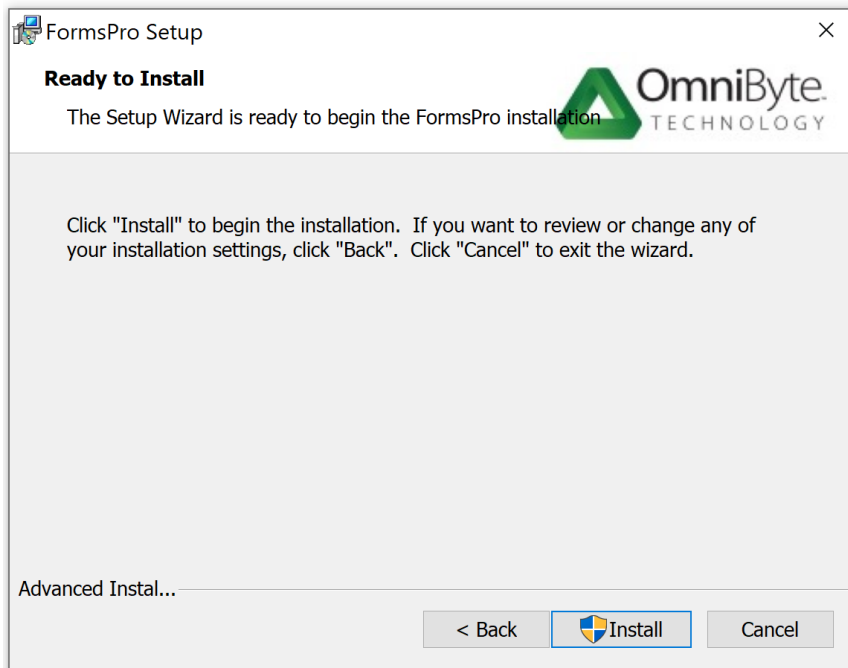 FormsPro Setup
Ready to Install
The Setup Wizard is ready to begin the FormsPro installation
OmniByte™
TECHNOLOGY
Click "Install" to begin the installation.  If you want to review or change any of
your installation settings, click "Back".  Click "Cancel" to exit the wizard.
Advanced Instal...
< Back
Install
Cancel